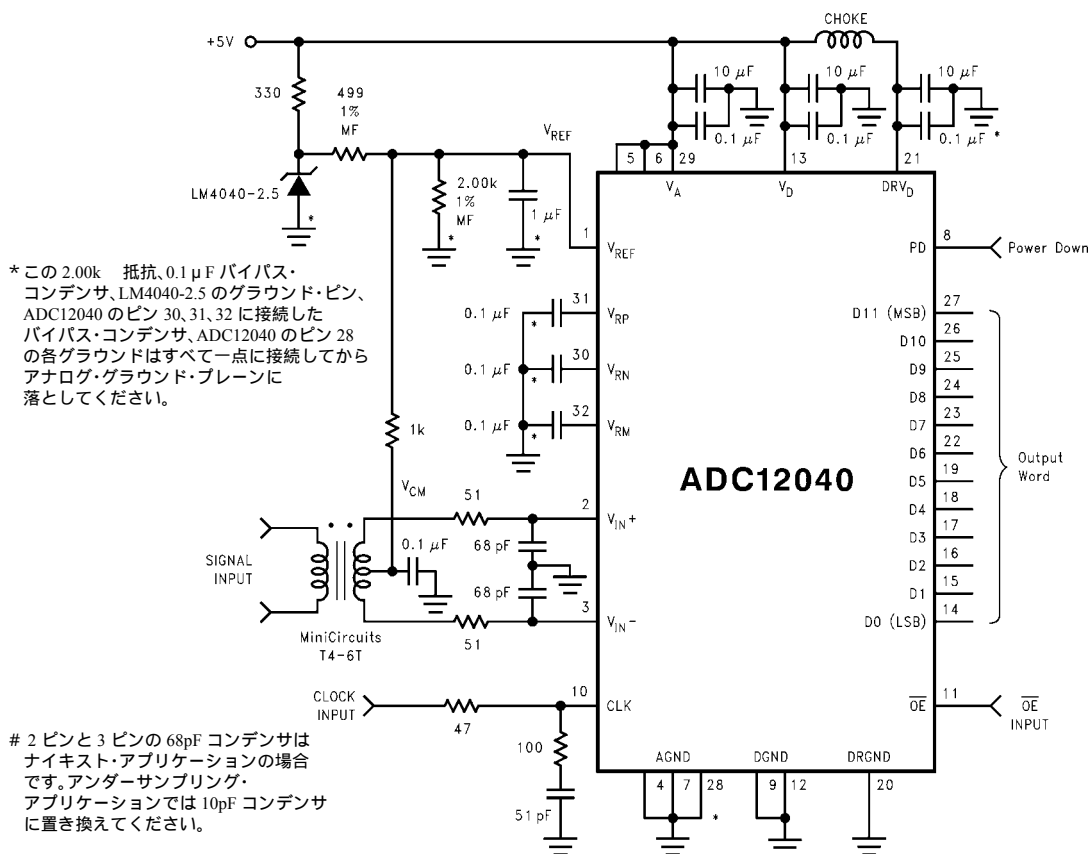 CHOKE
+5V
10 µF
10 µF
10 µF
330
499
1%
MF
0.1 µF
0.1 µF
0.1 µF *
VREF
5
6
29
13
21
VA
VD
DRVD
LM4040-2.5
*
2.00k
1%
MF
*
1 µF
*
1
VREF
PD
8
Power Down
*この 2.00k 抵抗、0.1 μF バイパス・
コンデンサ、LM4040-2.5 のグラウンド・ピン、
ADC12040 のピン 30、31、32 に接続した
バイパス・コンデンサ、ADC12040 のピン 28
の各グラウンドはすべて一点に接続してから
アナログ・グラウンド・プレーンに
落としてください。
0.1 µF
*
31
VRP
0.1 µF
*
30
VRN
0.1 µF
*
32
VRM
1k
D11 (MSB)
27
D10
26
D9
25
D8
24
D7
23
D6
22
D5
19
D4
18
D3
17
D2
16
D1
15
D0 (LSB)
14
Output
Word
ADC12040
VCM
51
2
VIN+
SIGNAL
INPUT
0.1 µF
68 pF
68 pF
3
VIN-
51
MiniCircuits
T4-6T
CLOCK
INPUT
47
10
CLK
OE
11
OE
INPUT
100
51 pF
AGND
DGND
DRGND
4
7
28
*
9
12
20
# 2 ピンと 3 ピンの 68pF コンデンサは
ナイキスト・アプリケーションの場合
です。アンダーサンプリング・
アプリケーションでは 10pF コンデンサ
に置き換えてください。